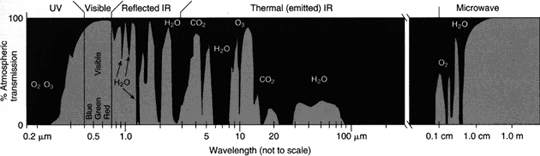 UV Visible Reflected IR Thermal (emitted) IR Microwave
100 100
% Atmospheric transmission
0 0
O₂ O₃
Blue
Green
Red
Visible
H₂O
H₂O
CO₂
H₂O
O₃
CO₂
H₂O
O₂
H₂O
0.2 μm 0.5 1.0 5 10 100 μm 0.1 cm 1.0 cm 1.0 m
Wavelength (not to scale)